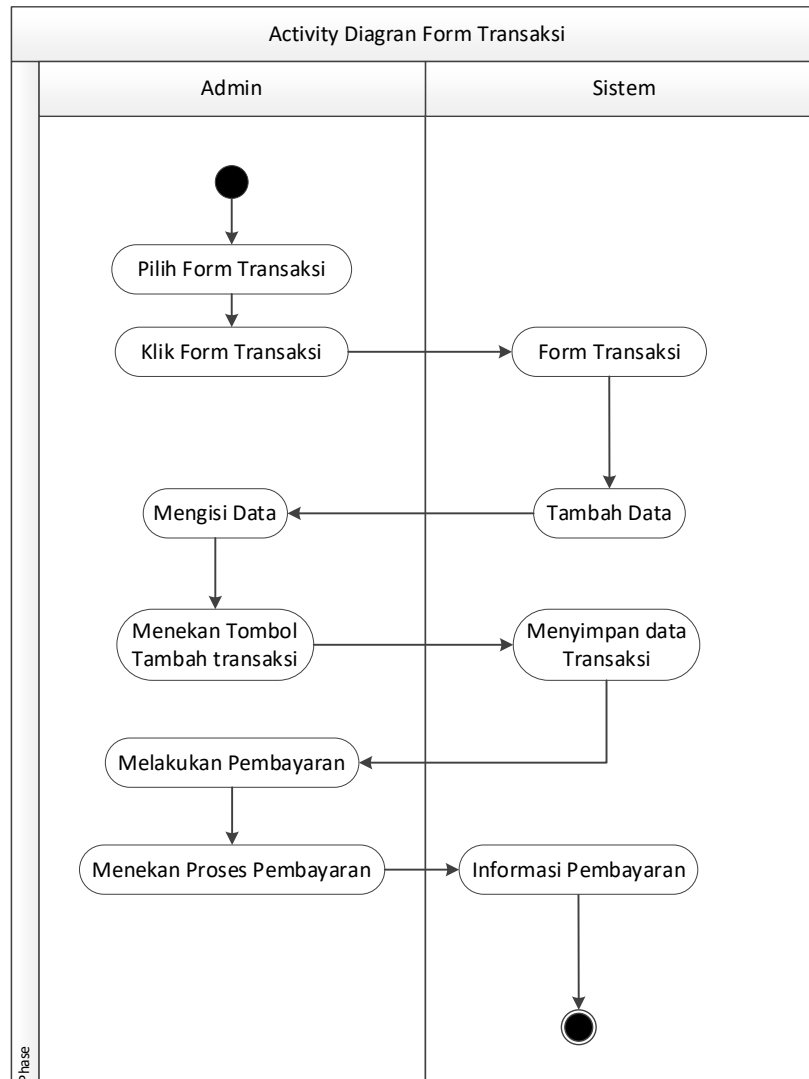 Activity Diagran Form Transaksi
Admin
Sistem
Pilih Form Transaksi
Klik Form Transaksi
Form Transaksi
Mengisi Data
Tambah Data
Menekan Tombol
Tambah transaksi
Menyimpan data
Transaksi
Melakukan Pembayaran
Menekan Proses Pembayaran
Informasi Pembayaran
Phase